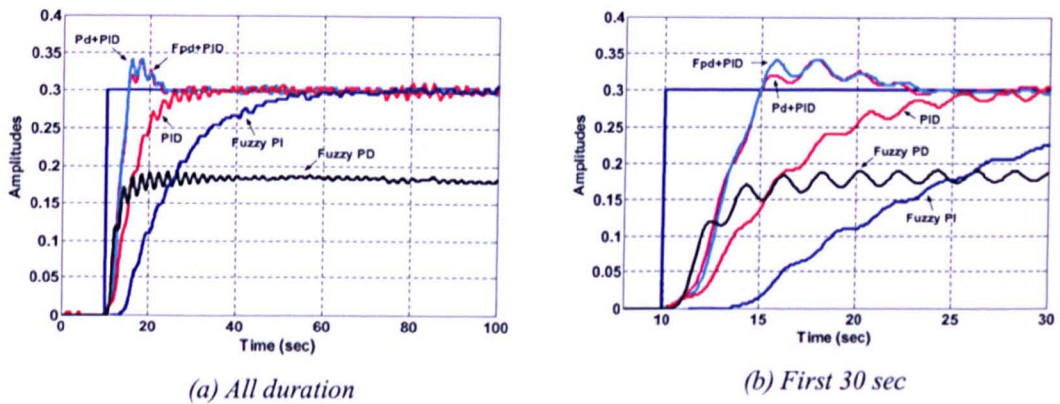 0.4
0.35
0.3
0.25
0.2
0.15
0.1
0.05
0
Amplitudes
Pd+PID
Fpd+PID
PID
Fuzzy PI
Fuzzy PD
0
20
40
60
80
100
Time (sec)
(a) All duration
0.4
0.35
0.3
0.25
0.2
0.15
0.1
0.05
0
Amplitudes
Fpd+PID
Pd+PID
PID
Fuzzy PD
Fuzzy PI
10
15
20
25
30
Time (sec)
(b) First 30 sec